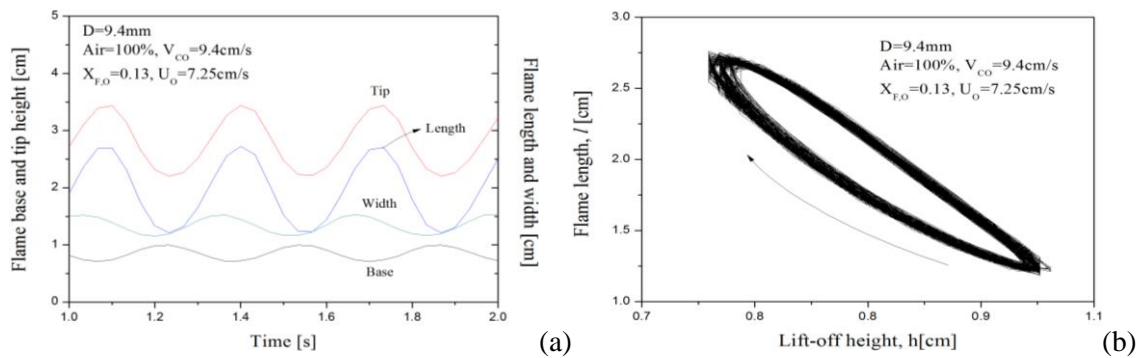 D=9.4mm
Air=100%, V_CO=9.4cm/s
X_F,O=0.13, U_O=7.25cm/s
Tip
Length
Width
Base
5
4
3
2
1
0
1.0 1.2 1.4 1.6 1.8 2.0
Time [s]
Flame base and tip height [cm]
Flame length and width [cm]
(a)
D=9.4mm
Air=100%, V_CO=9.4cm/s
X_F,O=0.13, U_O=7.25cm/s
3.0
2.5
2.0
1.5
1.0
0.7 0.8 0.8 0.9 1.1
Flame length, l [cm]
Lift-off height, h[cm]
(b)